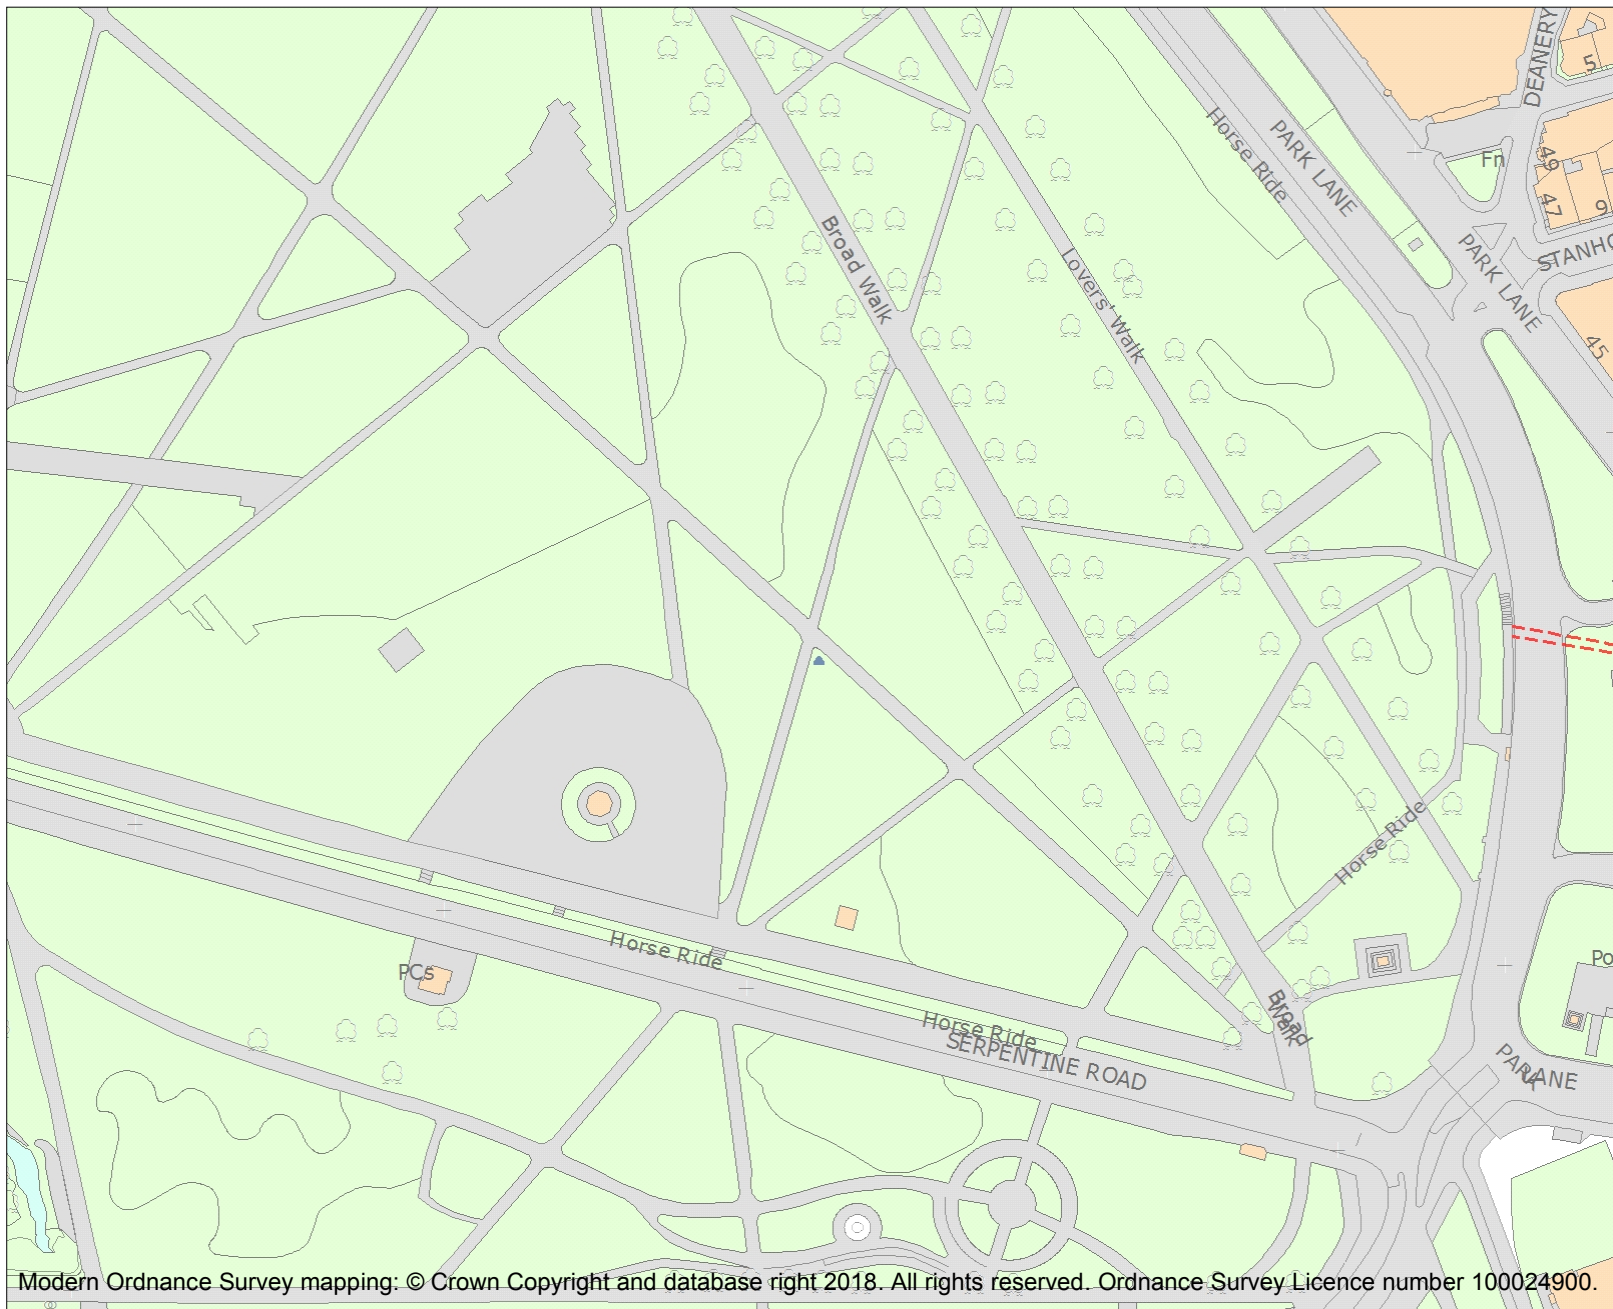 DEANERY
5
Horse Ride
PARK LANE
Fn
49
47
9
Broad Walk
Lovers' Walk
PARK LANE
STANHO
45
Horse Ride
Horse Ride
PCs
Po
Horse Ride
Broad
Walk
SERPENTINE ROAD
PARK
LANE
Modern Ordnance Survey mapping: © Crown Copyright and database right 2018. All rights reserved. Ordnance Survey Licence number 100024900.